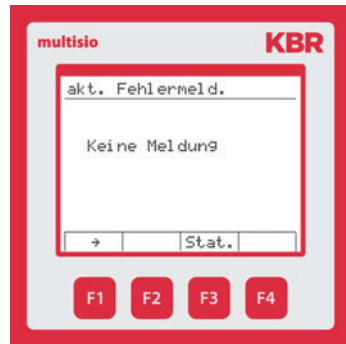 multisio KBR
akt. Fehlermeld.
Keine Meldung
→ Stat.
F1 F2 F3 F4